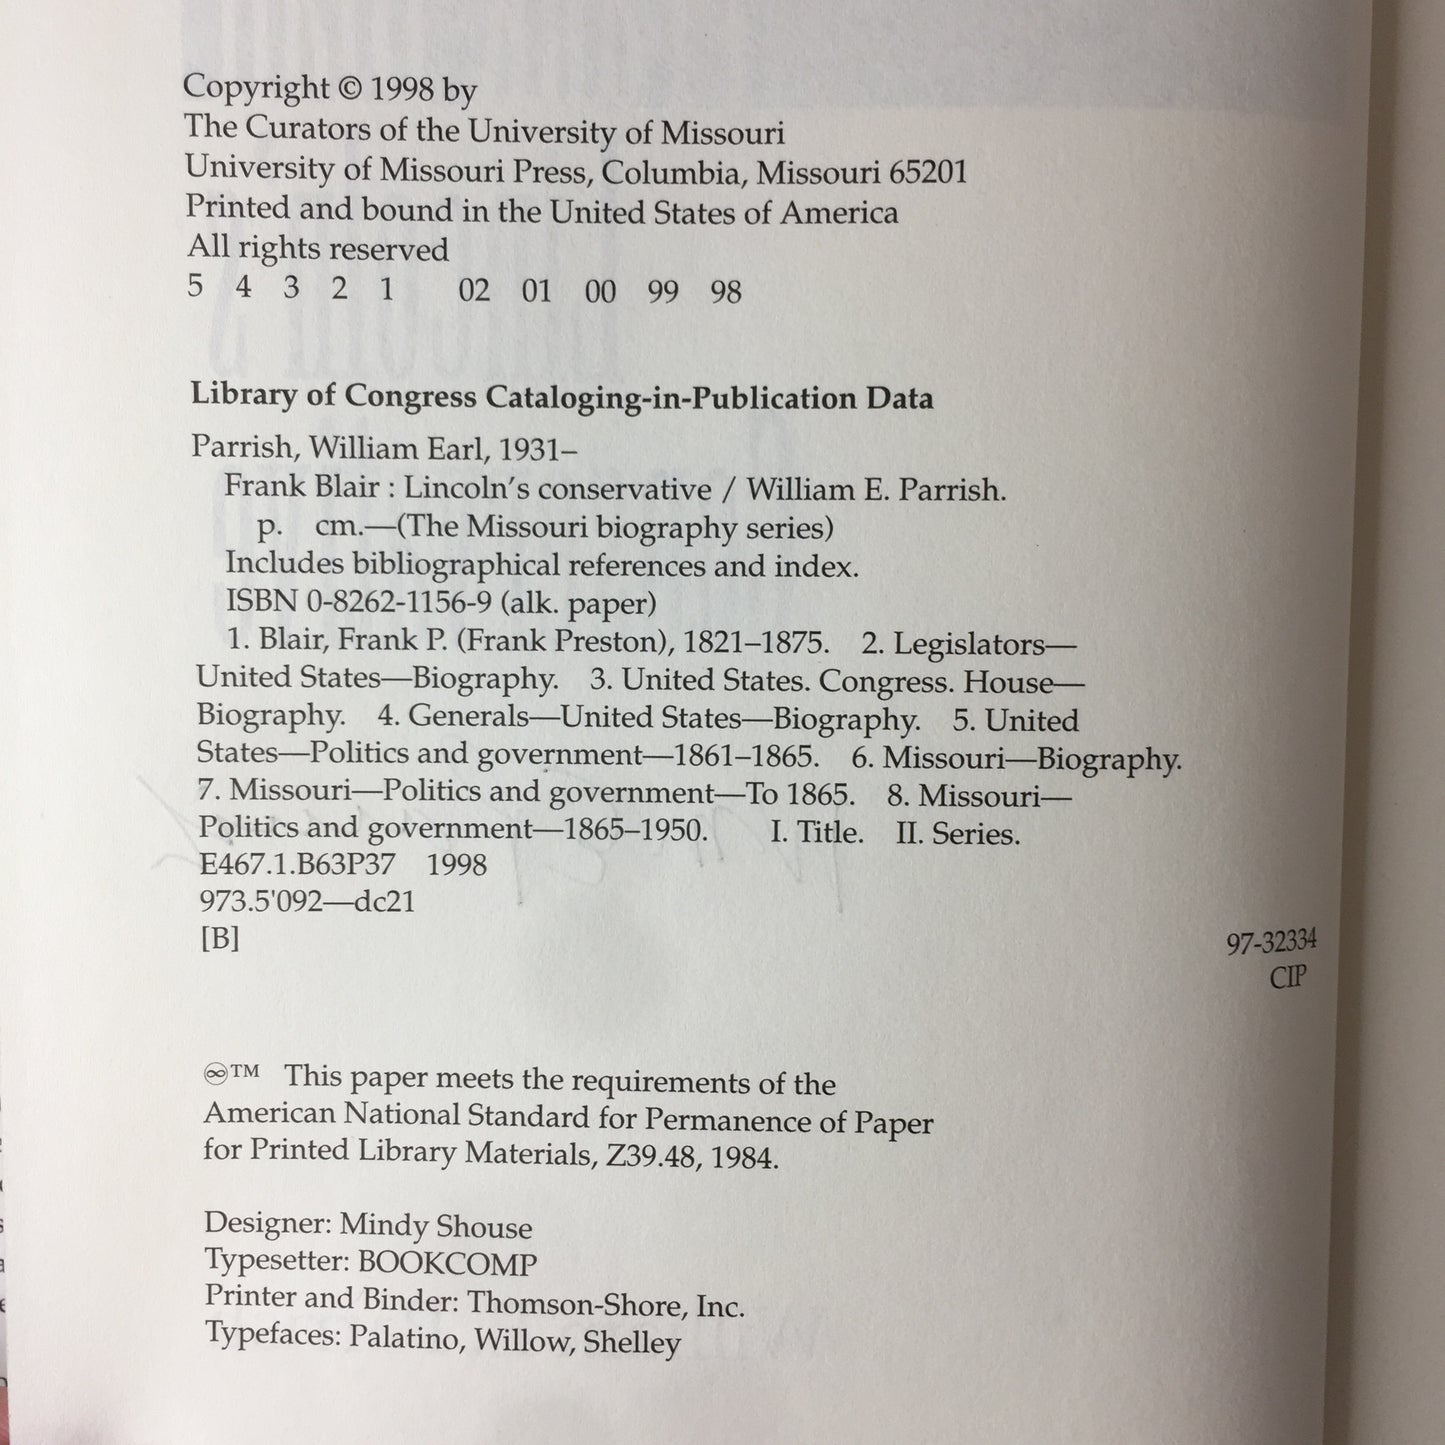 Copyright © 1998 by
The Curators of the University of Missouri
University of Missouri Press, Columbia, Missouri 65201
Printed and bound in the United States of America
All rights reserved
5 4 3 2 1 02 01 00 99 98
Library of Congress Cataloging-in-Publication Data
Parrish, William Earl, 1931–
Frank Blair : Lincoln's conservative / William E. Parrish.
p. cm.—(The Missouri biography series)
Includes bibliographical references and index.
ISBN 0-8262-1156-9 (alk. paper)
1. Blair, Frank P. (Frank Preston), 1821–1875. 2. Legislators—
United States—Biography. 3. United States. Congress. House—
Biography. 4. Generals—United States—Biography. 5. United
States—Politics and government—1861–1865. 6. Missouri—Biography.
7. Missouri—Politics and government—To 1865. 8. Missouri—
Politics and government—1865–1950. I. Title. II. Series.
E467.1.B63P37 1998
973.5'092—dc21
[B] 97-32334
CIP
♾™ This paper meets the requirements of the
American National Standard for Permanence of Paper
for Printed Library Materials, Z39.48, 1984.
Designer: Mindy Shouse
Typesetter: BOOKCOMP
Printer and Binder: Thomson-Shore, Inc.
Typefaces: Palatino, Willow, Shelley